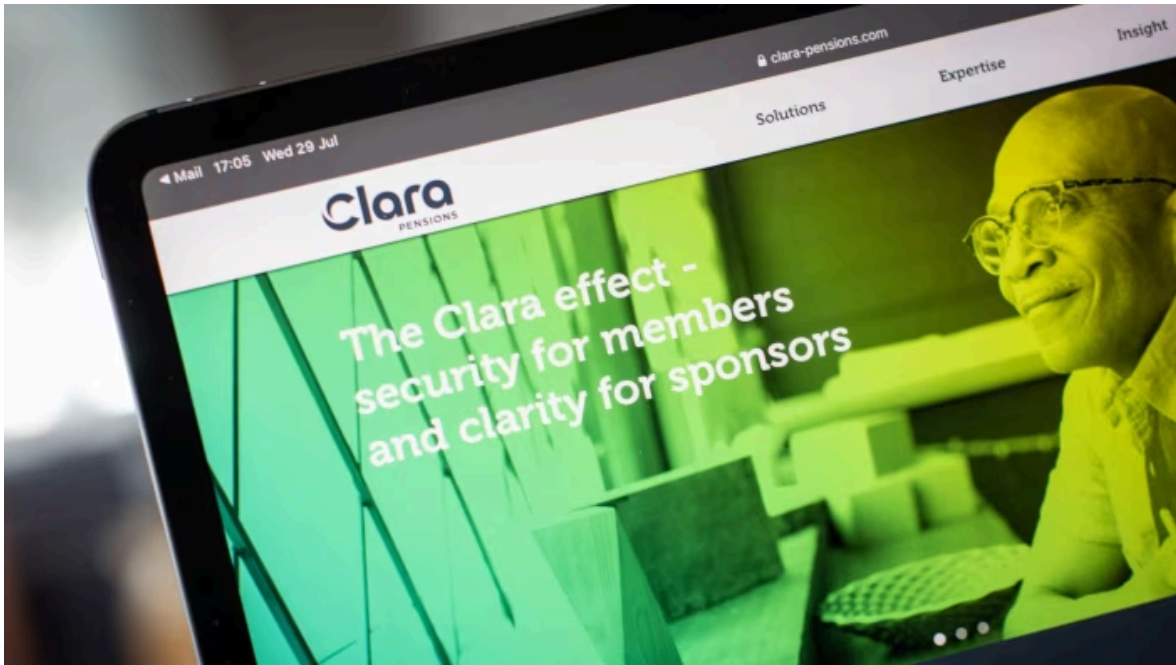 ◀ Mail 17:05 Wed 29 Jul
clara-pensions.com
Solutions
Expertise
Insight
Clara
PENSIONS
The Clara effect -
security for members
and clarity for sponsors